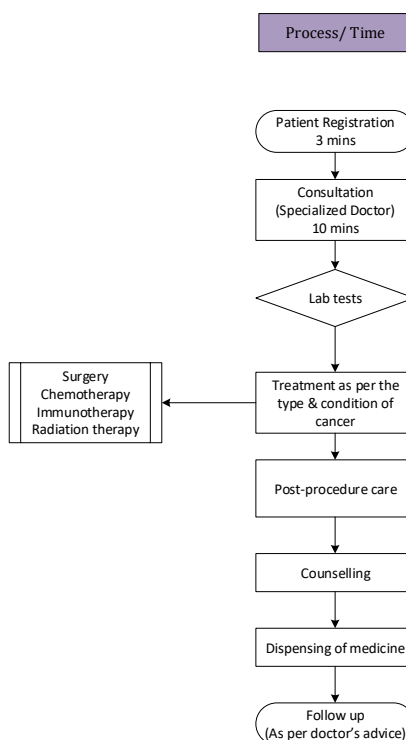 Process/ Time
Patient Registration
3 mins
Consultation
(Specialized Doctor)
10 mins
Lab tests
Surgery
Chemotherapy
Immunotherapy
Radiation therapy
Treatment as per the
type & condition of
cancer
Post-procedure care
Counselling
Dispensing of medicine
Follow up
(As per doctor's advice)